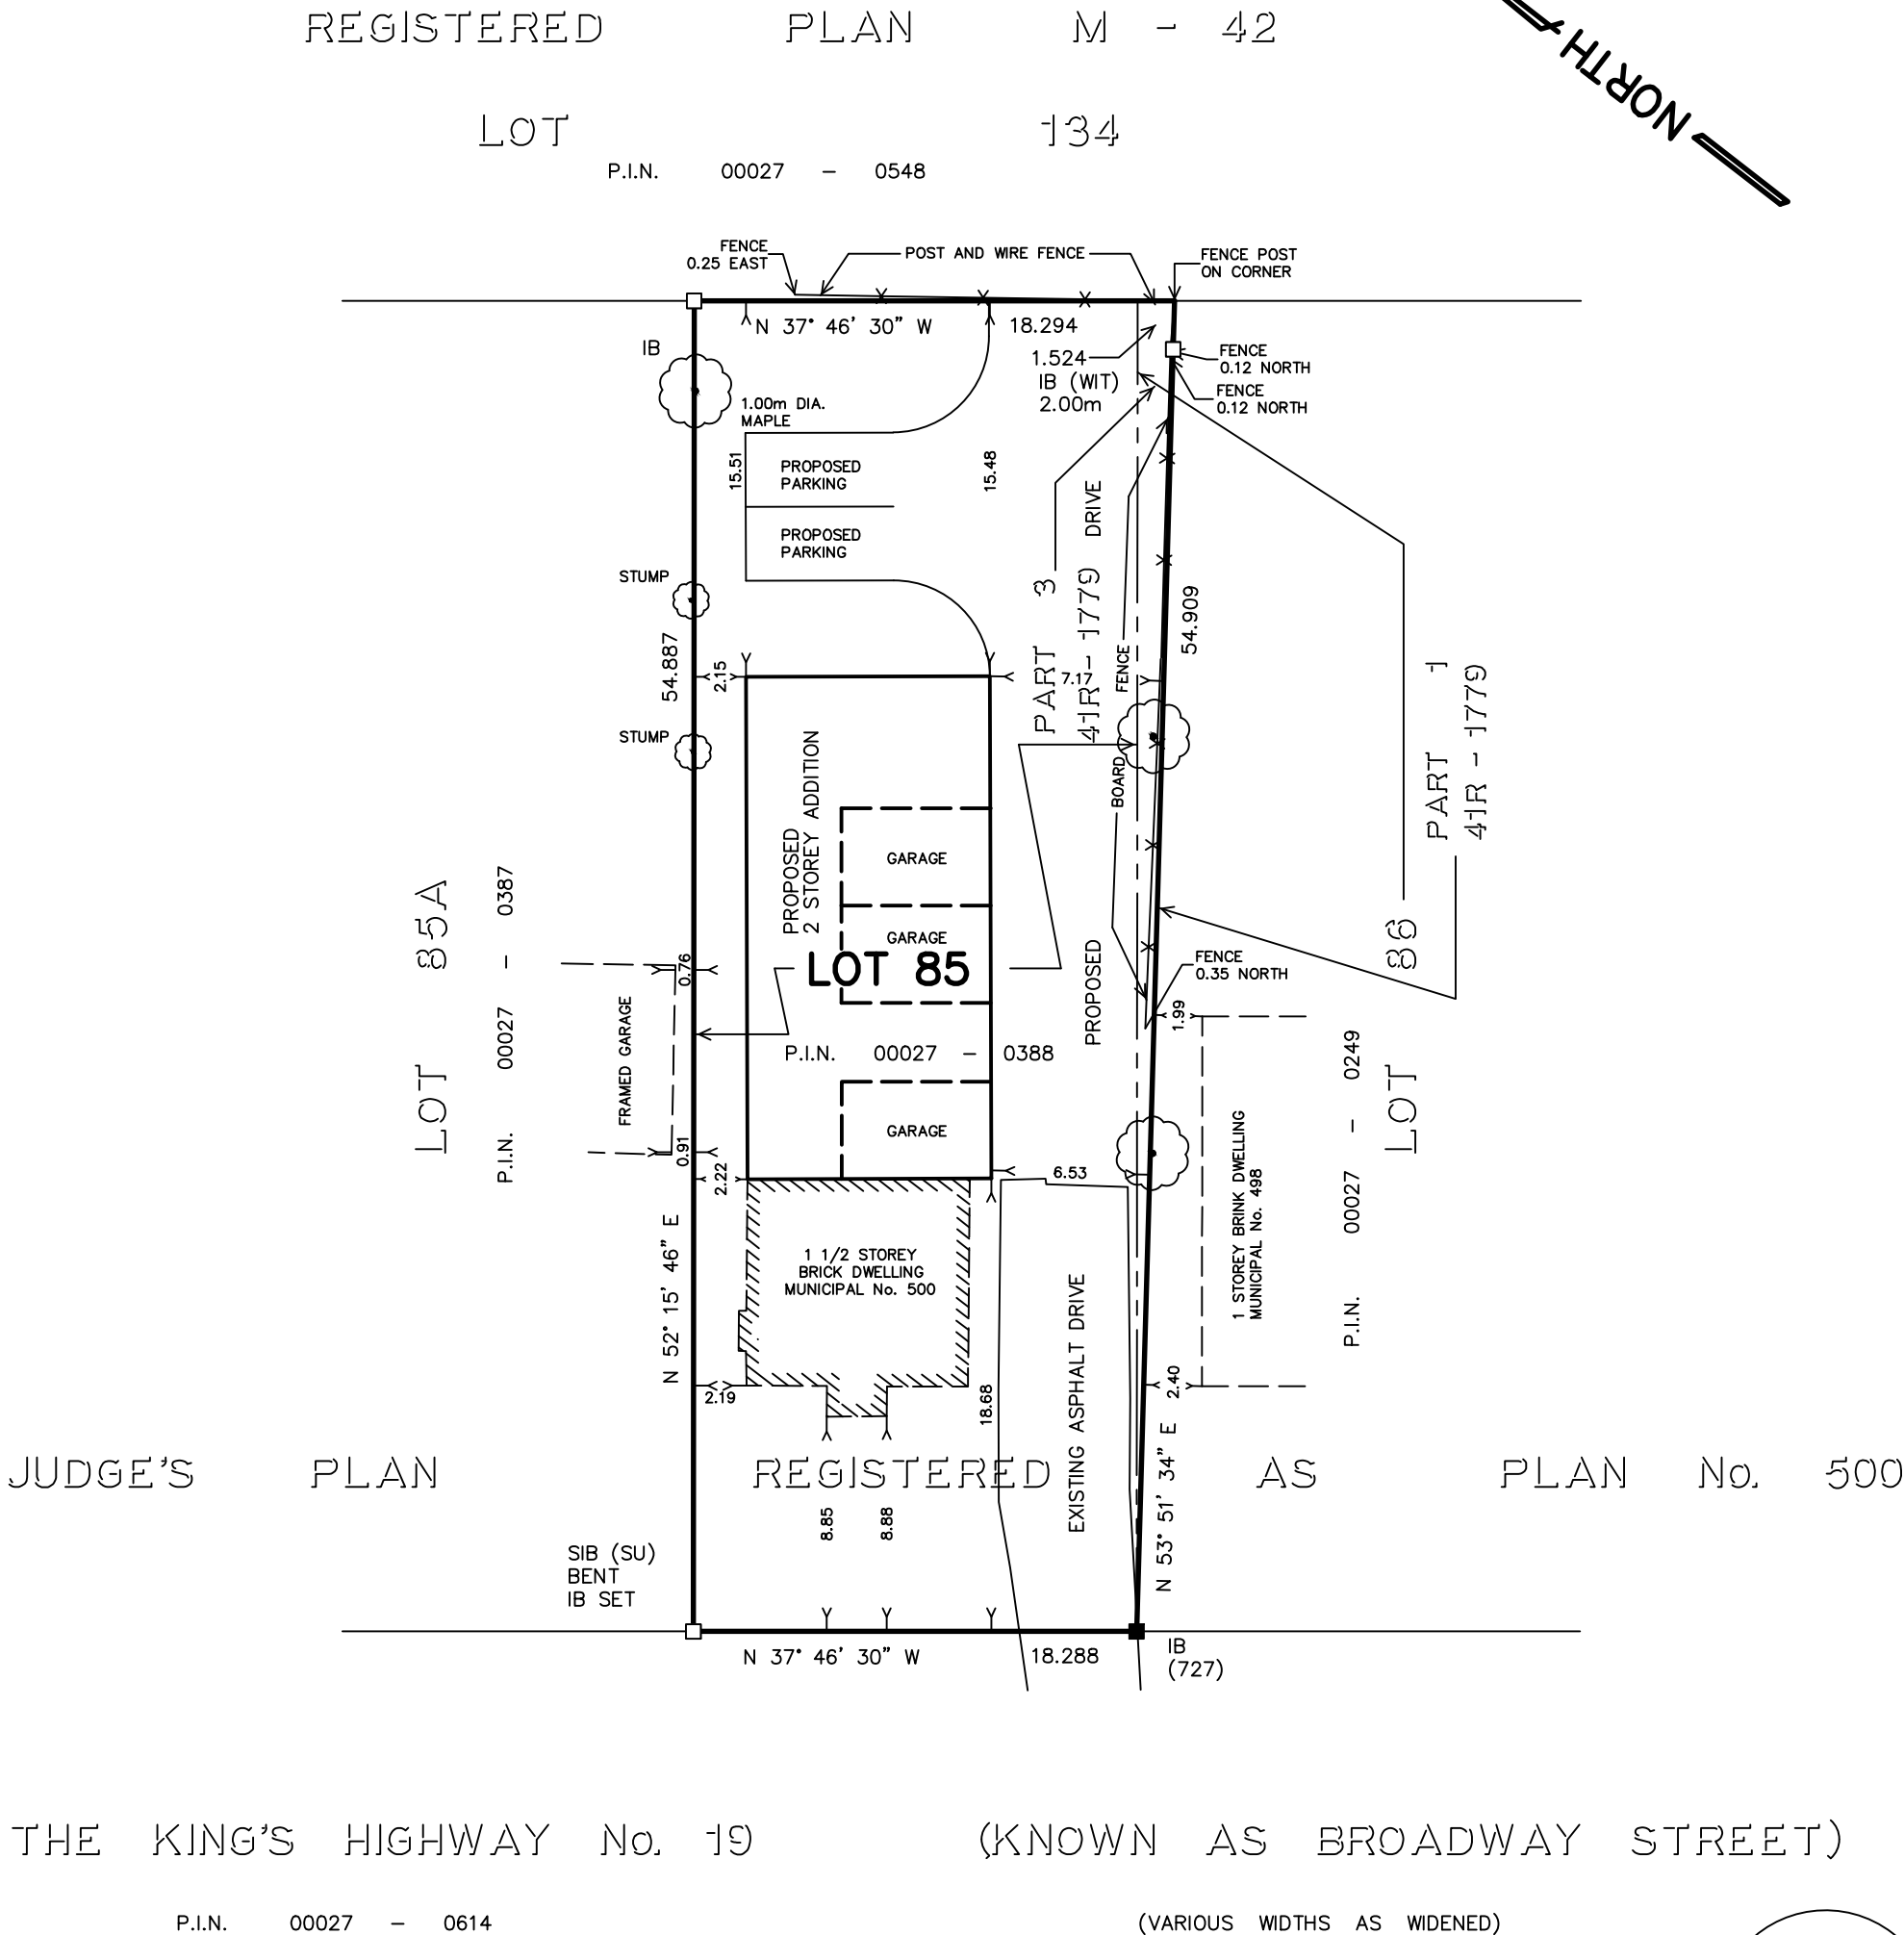 REGISTERED PLAN M - 42
NORTH
LOT 134
P.I.N. 00027 - 0548
FENCE
0.25 EAST
POST AND WIRE FENCE
FENCE POST
ON CORNER
N 37° 46' 30" W 18.294
IB
1.524
IB (WIT)
2.00m
FENCE
0.12 NORTH
FENCE
0.12 NORTH
1.00m DIA.
MAPLE
15.51
PROPOSED
PARKING
15.48
PROPOSED
PARKING
STUMP
54.887
2.15
STUMP
7.17
PART 3
4IR - 1779
PROPOSED DRIVE
BOARD FENCE
54.909
PART 1
4IR - 1779
PROPOSED
2 STOREY ADDITION
GARAGE
GARAGE
LOT 85
P.I.N. 00027 - 0388
GARAGE
LOT 85A
P.I.N. 00027 - 0387
FRAMED GARAGE
0.76
0.91
2.22
6.53
FENCE
0.35 NORTH
1.99
1 STOREY BRINK DWELLING
MUNICIPAL No. 498
P.I.N. 00027 - 0249
LOT 86
N 52° 15' 46" E
1 1/2 STOREY
BRICK DWELLING
MUNICIPAL No. 500
2.19
18.68
EXISTING ASPHALT DRIVE
2.40
N 53° 51' 34" E
JUDGE'S PLAN REGISTERED AS PLAN No. 500
8.85
8.88
SIB (SU)
BENT
IB SET
N 37° 46' 30" W 18.288
IB
(727)
THE KING'S HIGHWAY No. 19 (KNOWN AS BROADWAY STREET)
P.I.N. 00027 - 0614
(VARIOUS WIDTHS AS WIDENED)